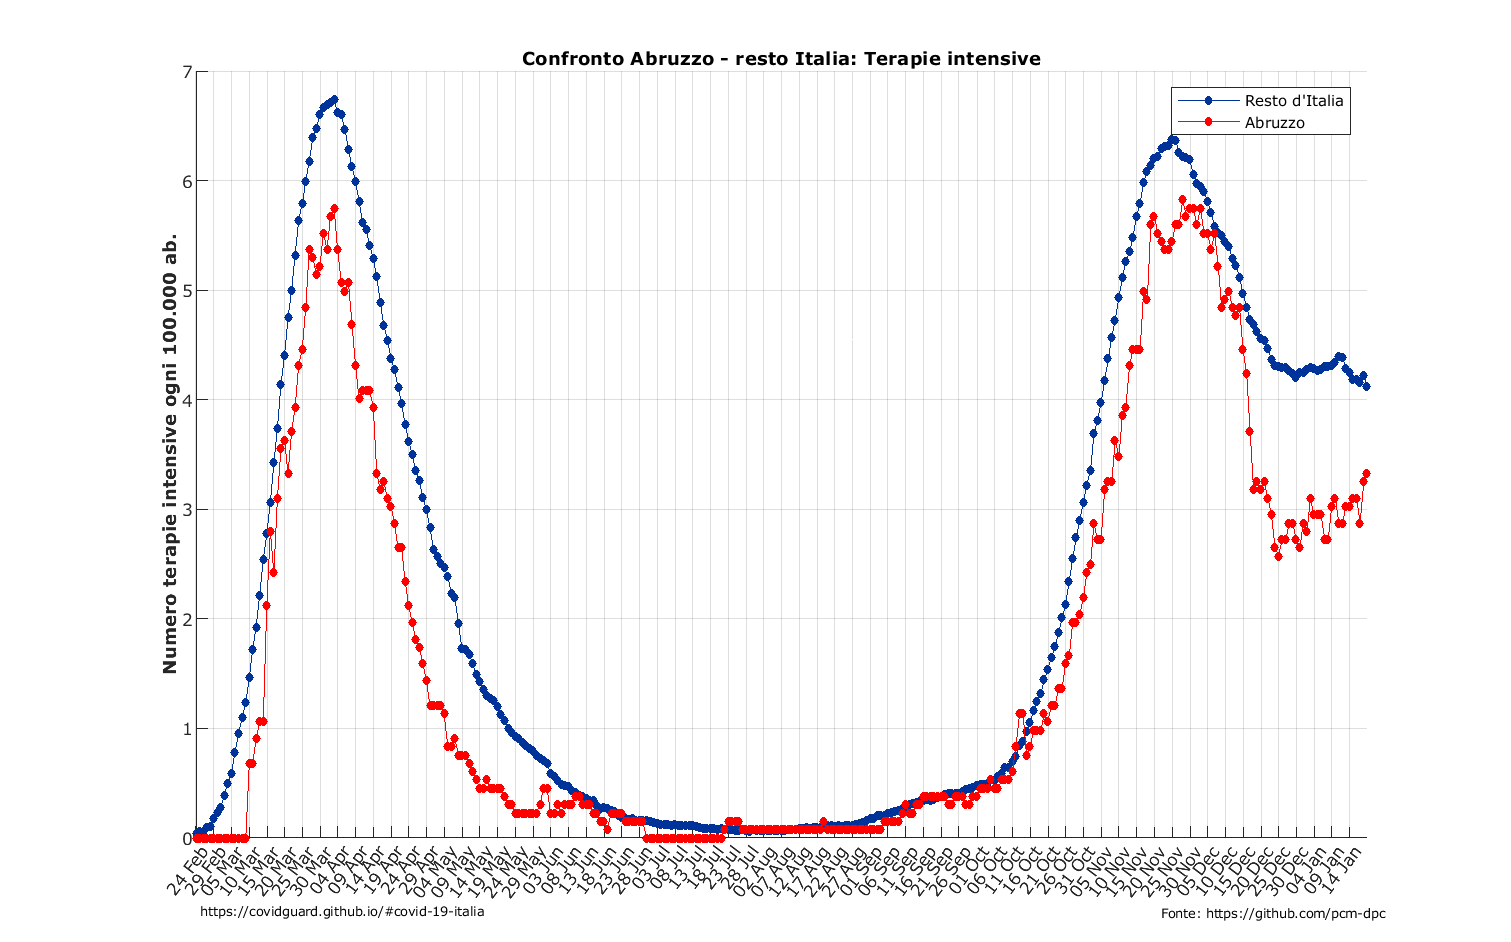 Confronto Abruzzo - resto Italia: Terapie intensive
Numero terapie intensive ogni 100.000 ab.
7
6
5
4
3
2
1
0
Resto d'Italia
Abruzzo
24 Feb
29 Feb
05 Mar
10 Mar
15 Mar
20 Mar
25 Mar
30 Mar
04 Apr
09 Apr
14 Apr
19 Apr
24 Apr
29 Apr
04 May
09 May
14 May
19 May
24 May
29 May
03 Jun
08 Jun
13 Jun
18 Jun
23 Jun
28 Jun
03 Jul
08 Jul
13 Jul
18 Jul
23 Jul
28 Jul
02 Aug
07 Aug
12 Aug
17 Aug
22 Aug
27 Aug
01 Sep
06 Sep
11 Sep
16 Sep
21 Sep
26 Sep
01 Oct
06 Oct
11 Oct
16 Oct
21 Oct
26 Oct
31 Oct
05 Nov
10 Nov
15 Nov
20 Nov
25 Nov
30 Nov
05 Dec
10 Dec
15 Dec
20 Dec
25 Dec
30 Dec
04 Jan
09 Jan
14 Jan
https://covidguard.github.io/#covid-19-italia
Fonte: https://github.com/pcm-dpc